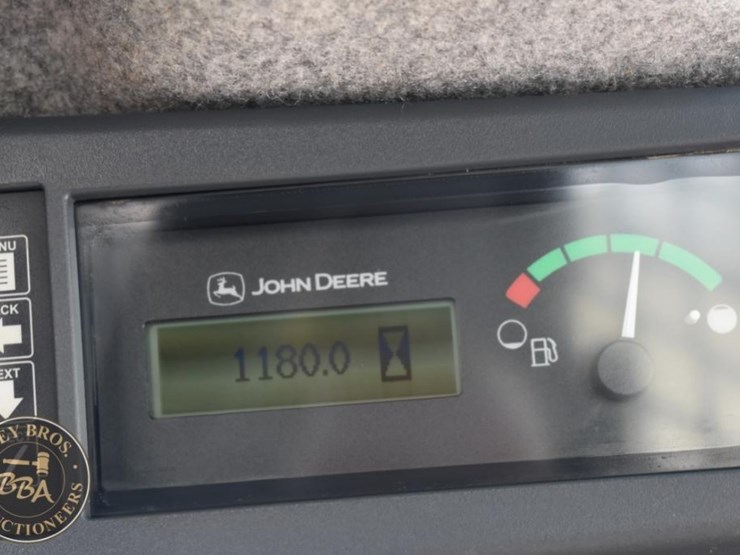 NU
CK
EXT
JOHN DEERE
1180.0
EY BROS.
BBA
CTIONEERS